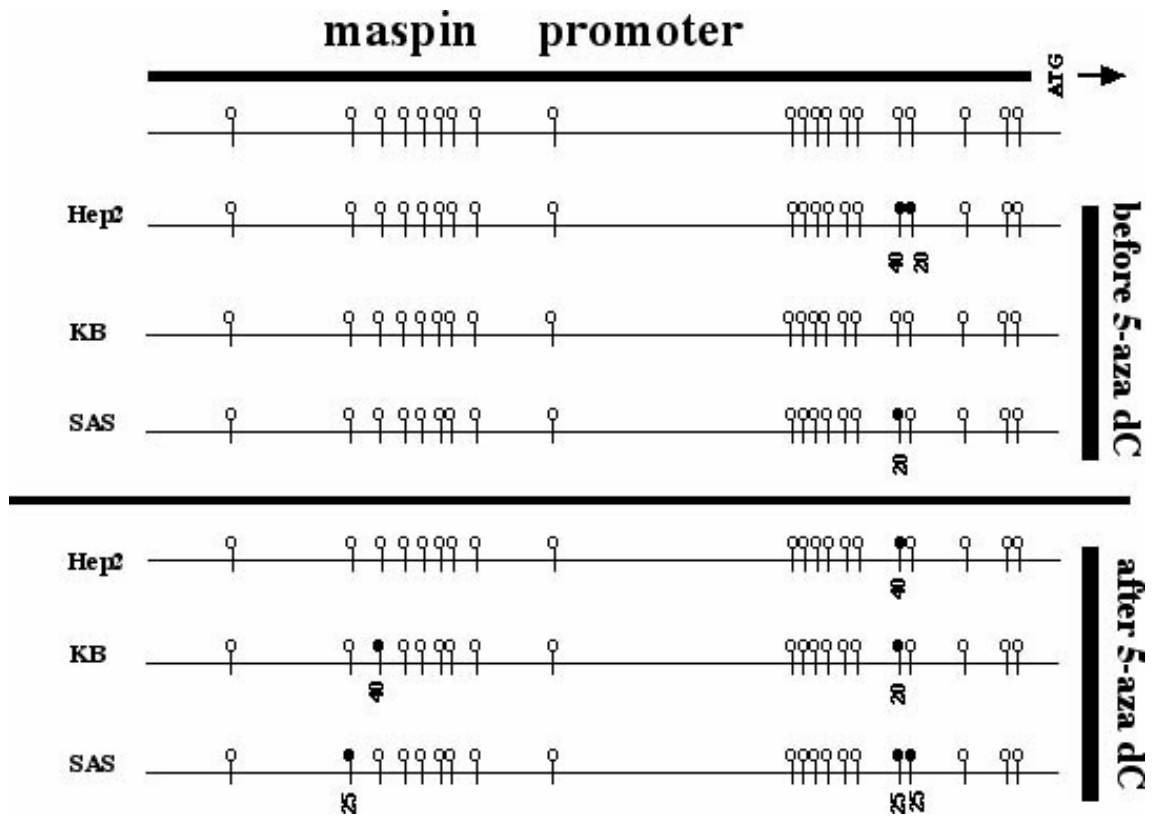 maspin promoter
ATG
Hep2
40 20
KB
SAS
20
before 5-aza dC
Hep2
40
KB
40 20
SAS
25 25 25
after 5-aza dC